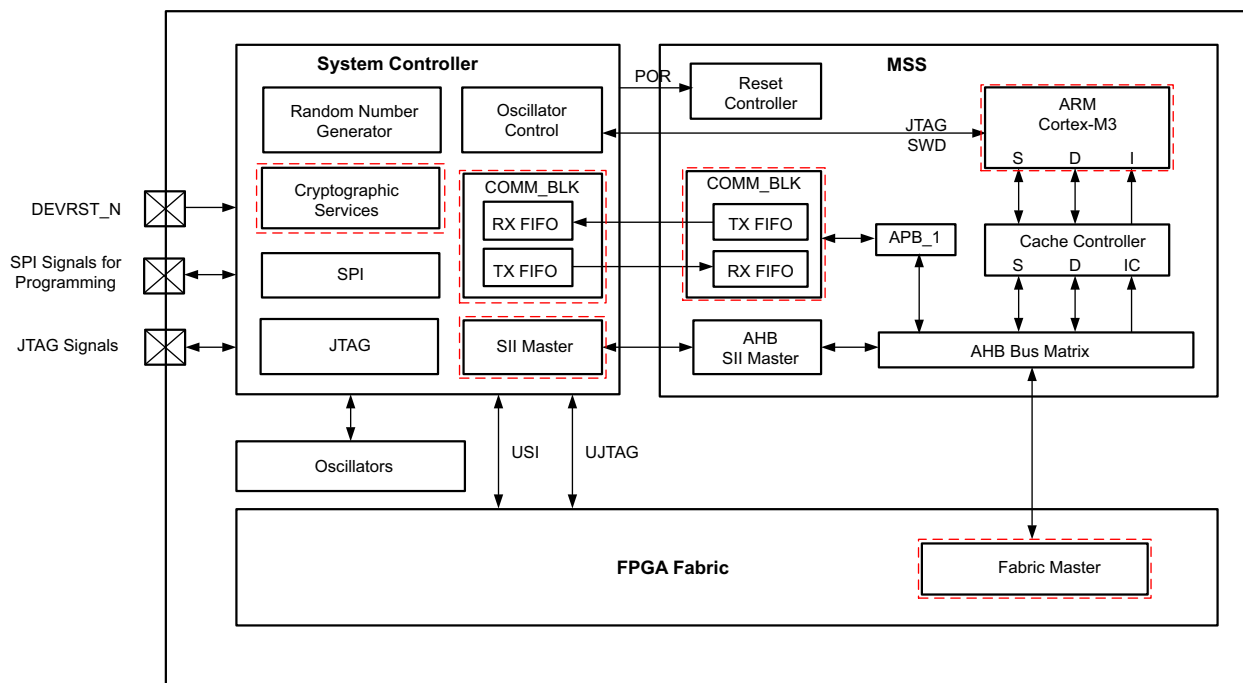 System Controller
MSS
POR
Reset
Controller
Random Number
Generator
Oscillator
Control
JTAG
SWD
ARM
Cortex-M3
S
D
I
Cryptographic
Services
COMM_BLK
RX FIFO
TX FIFO
COMM_BLK
TX FIFO
RX FIFO
APB_1
Cache Controller
S
D
IC
DEVRST_N
SPI Signals for
Programming
JTAG Signals
SPI
JTAG
SII Master
AHB
SII Master
AHB Bus Matrix
Oscillators
USI
UJTAG
FPGA Fabric
Fabric Master